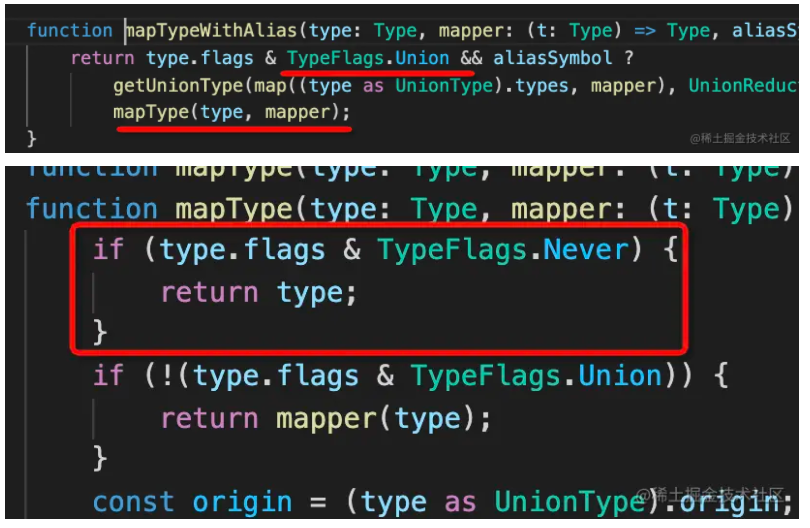 function mapTypeWithAlias(type: Type, mapper: (t: Type) => Type, aliasS
return type.flags & TypeFlags.Union && aliasSymbol ?
getUnionType(map((type as UnionType).types, mapper), UnionReduc
mapType(type, mapper);
}
@稀土掘金技术社区
function mapType(type: Type, mapper: (t: Type)
function mapType(type: Type, mapper: (t: Type)
if (type.flags & TypeFlags.Never) {
return type;
}
if (!(type.flags & TypeFlags.Union)) {
return mapper(type);
}
const origin = (type as UnionType).origin;
@稀土掘金技术社区